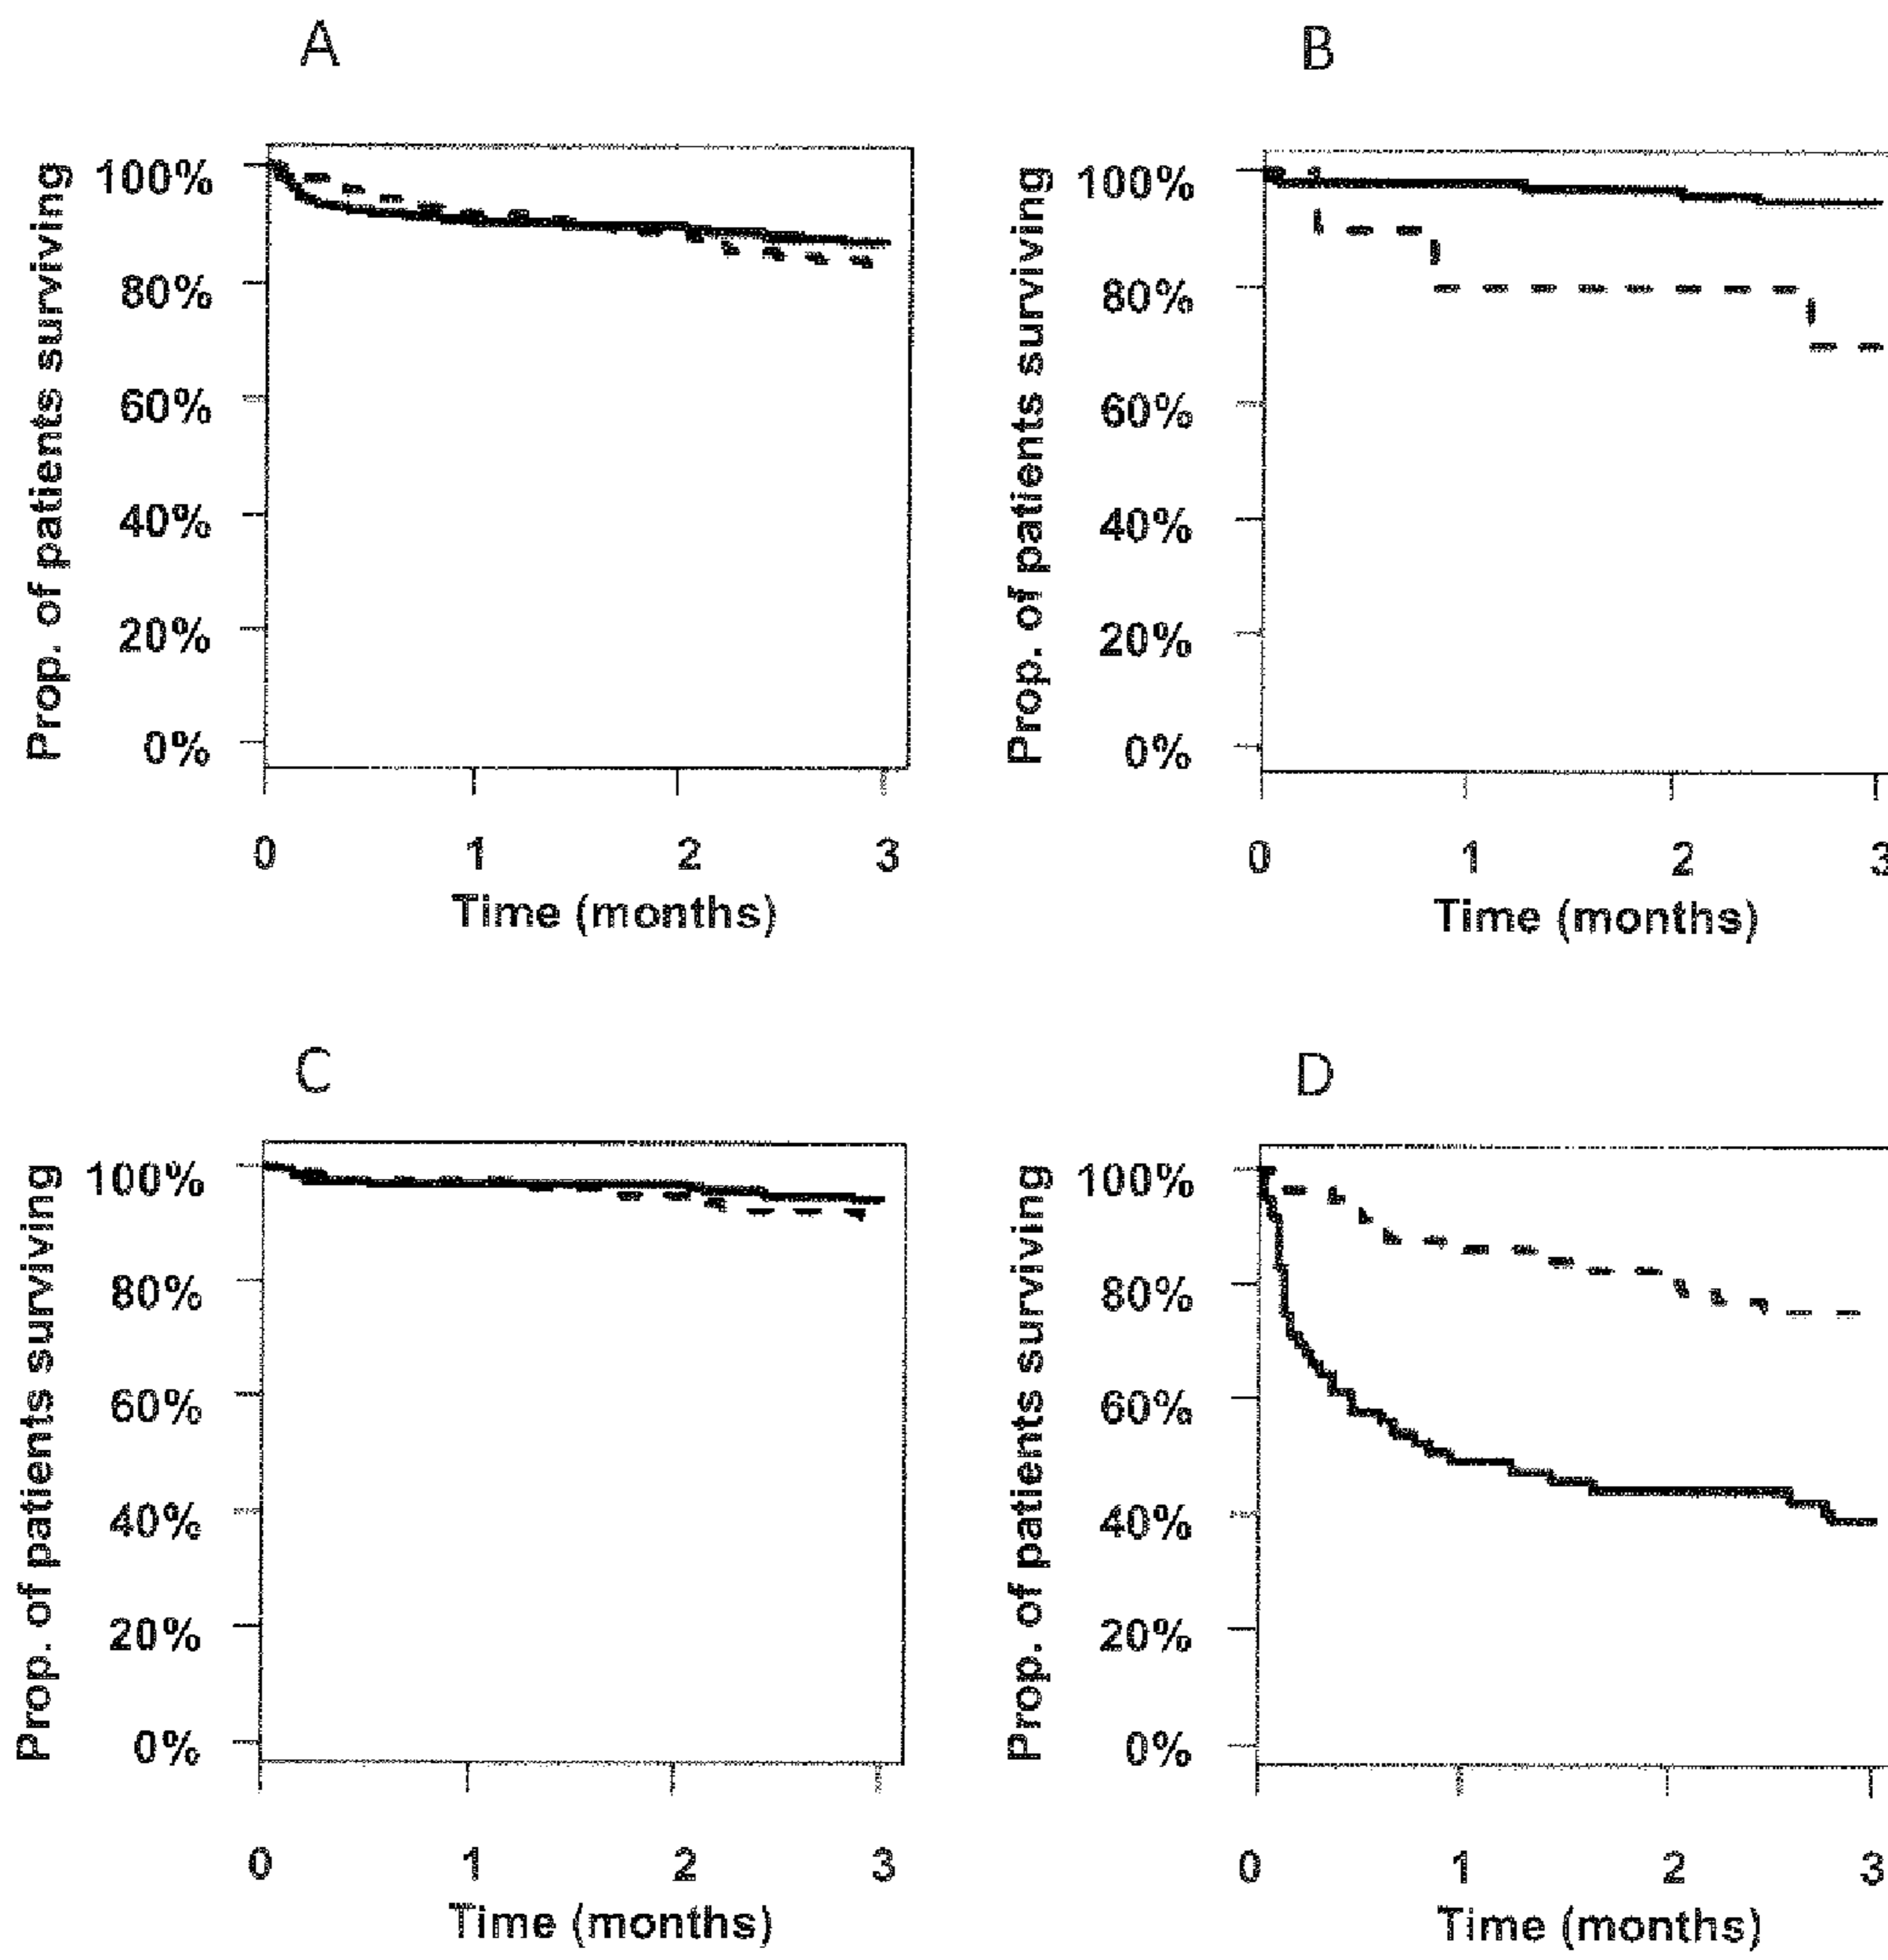 A
Prop. of patients surviving
100%
80%
60%
40%
20%
0%
0 1 2 3
Time (months)
B
Prop. of patients surviving
100%
80%
60%
40%
20%
0%
0 1 2 3
Time (months)
C
Prop. of patients surviving
100%
80%
60%
40%
20%
0%
0 1 2 3
Time (months)
D
Prop. of patients surviving
100%
80%
60%
40%
20%
0%
0 1 2 3
Time (months)